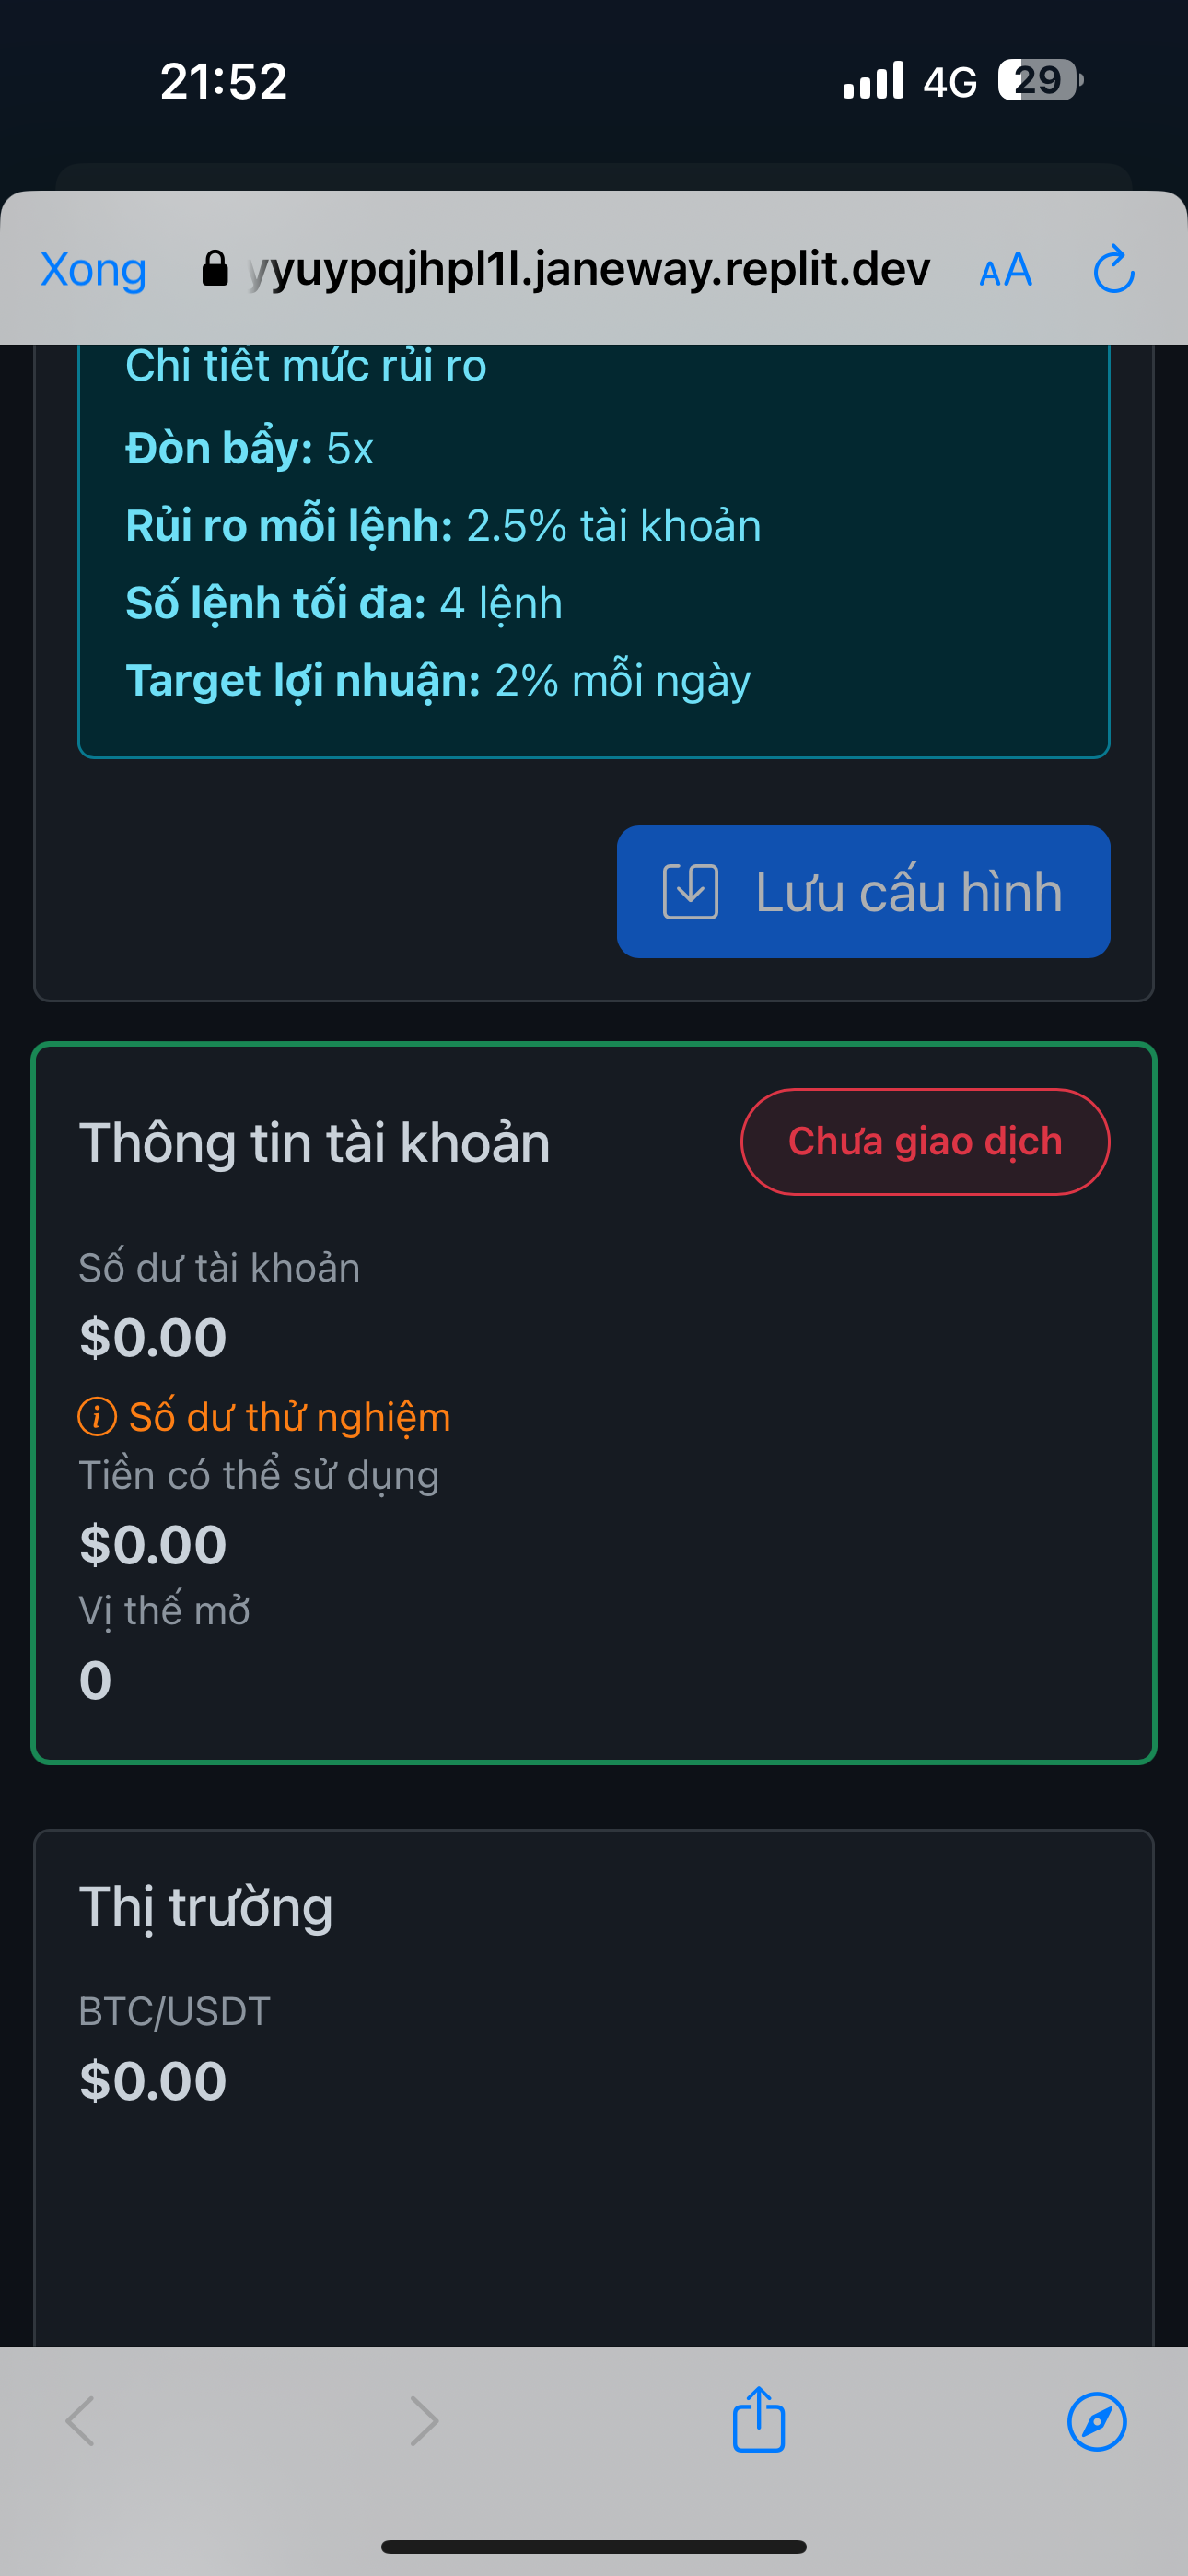 21:52
4G 29
Xong
yyuypqjhpl1l.janeway.replit.dev
AA
Chi tiết mức rủi ro
Đòn bẩy: 5x
Rủi ro mỗi lệnh: 2.5% tài khoản
Số lệnh tối đa: 4 lệnh
Target lợi nhuận: 2% mỗi ngày
Lưu cấu hình
Thông tin tài khoản
Chưa giao dịch
Số dư tài khoản
$0.00
Số dư thử nghiệm
Tiền có thể sử dụng
$0.00
Vị thế mở
0
Thị trường
BTC/USDT
$0.00